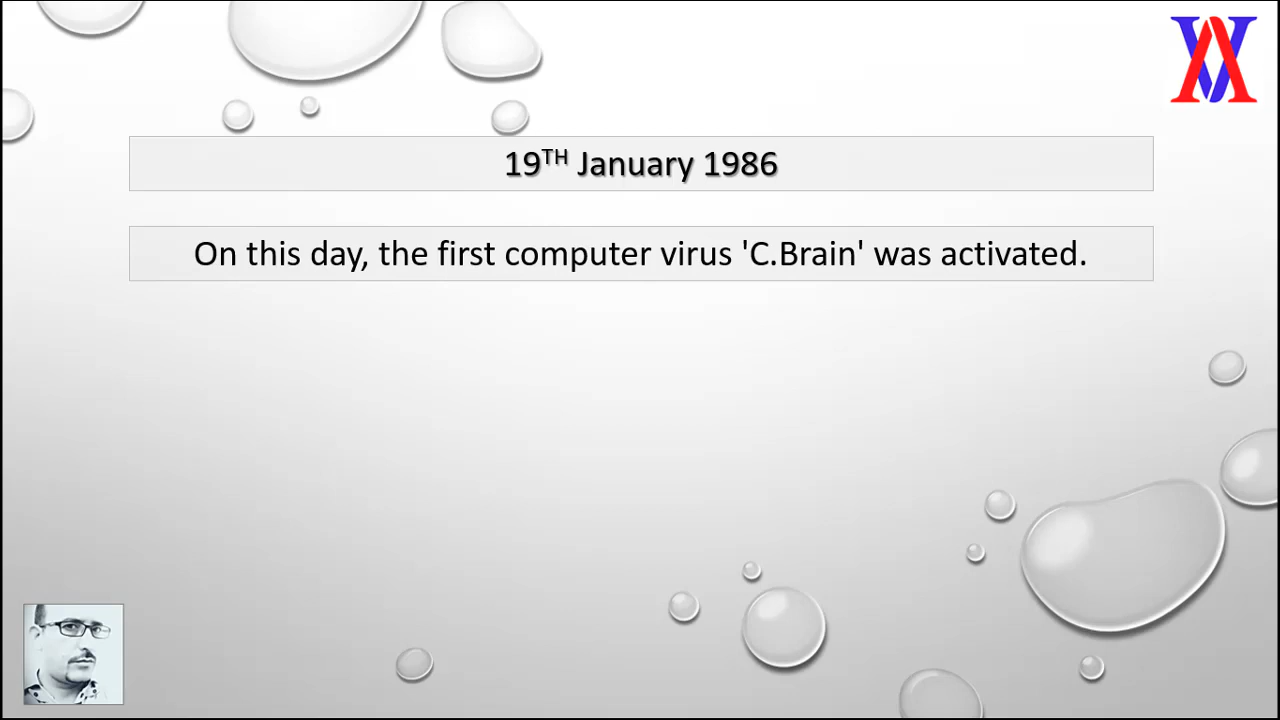 19TH January 1986
On this day, the first computer virus 'C.Brain' was activated.